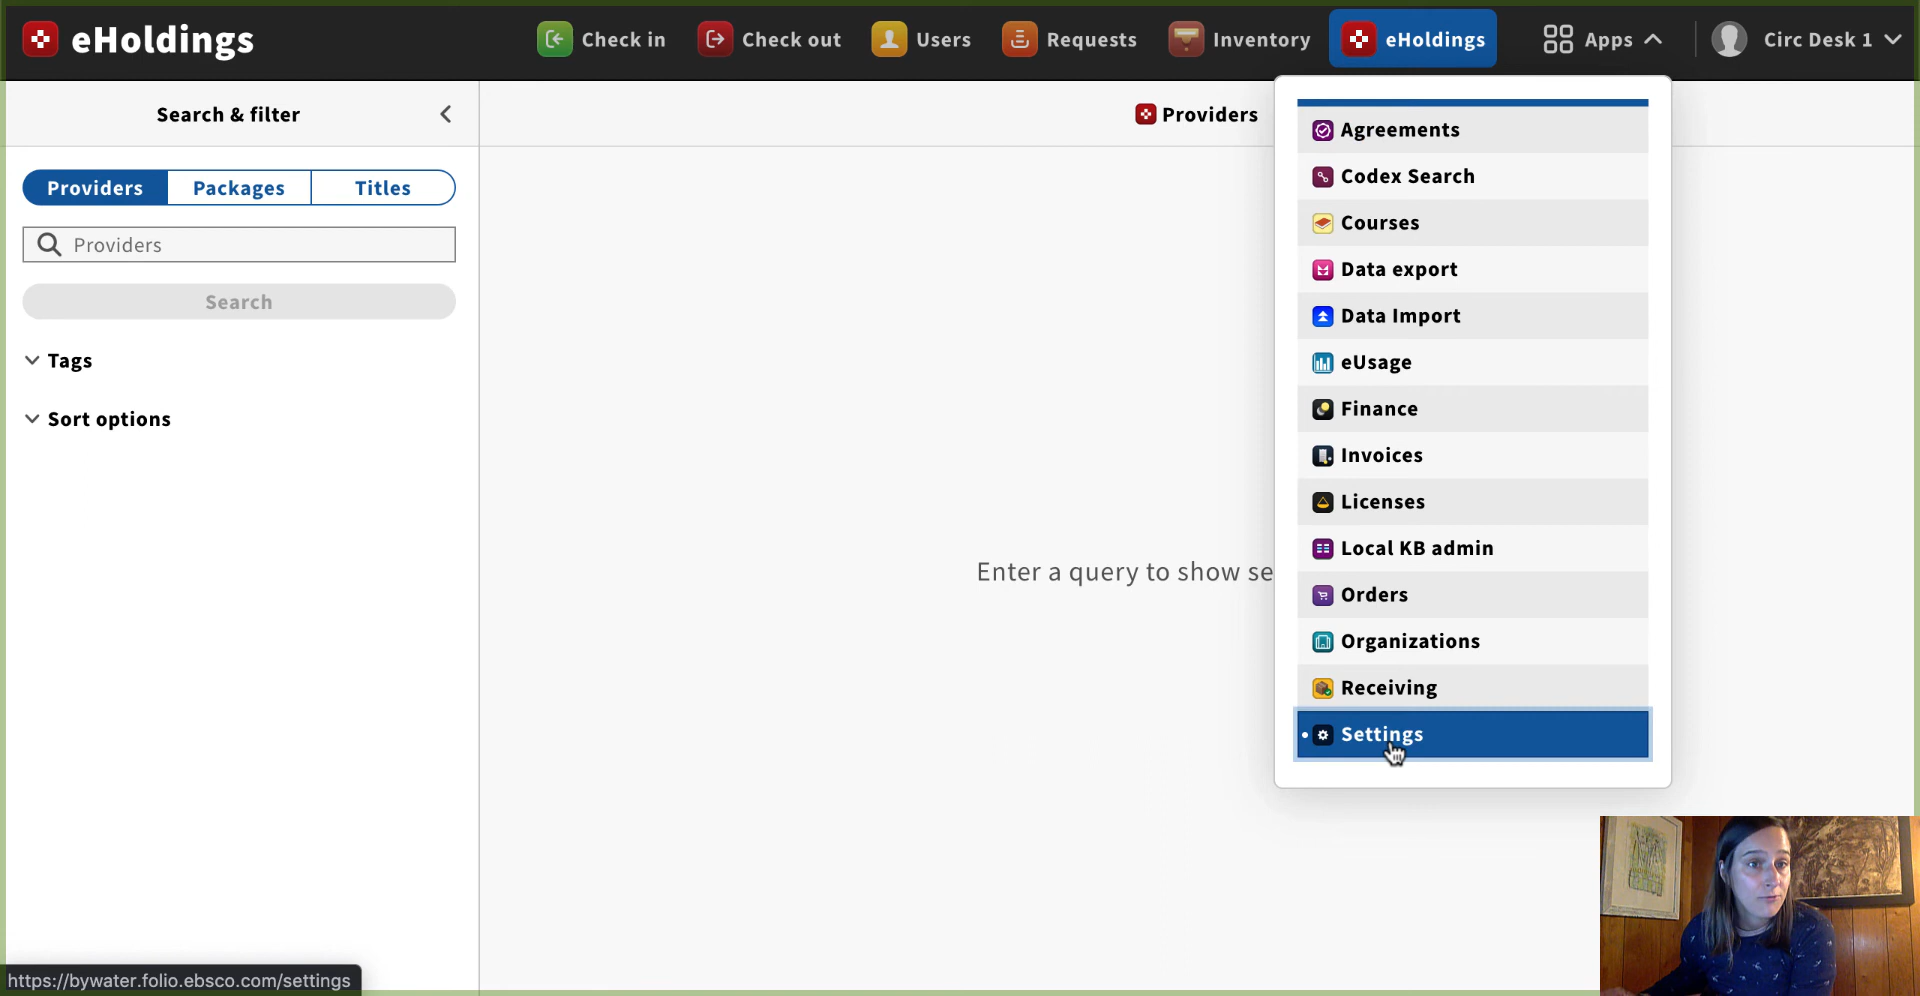 eHoldings
Check in
Check out
Users
Requests
Inventory
eHoldings
Apps
Circ Desk 1
Search & filter
Providers
Providers
Packages
Titles
Providers
Search
Tags
Sort options
Enter a query to show se
Agreements
Codex Search
Courses
Data export
Data Import
eUsage
Finance
Invoices
Licenses
Local KB admin
Orders
Organizations
Receiving
Settings
https://bywater.folio.ebsco.com/settings